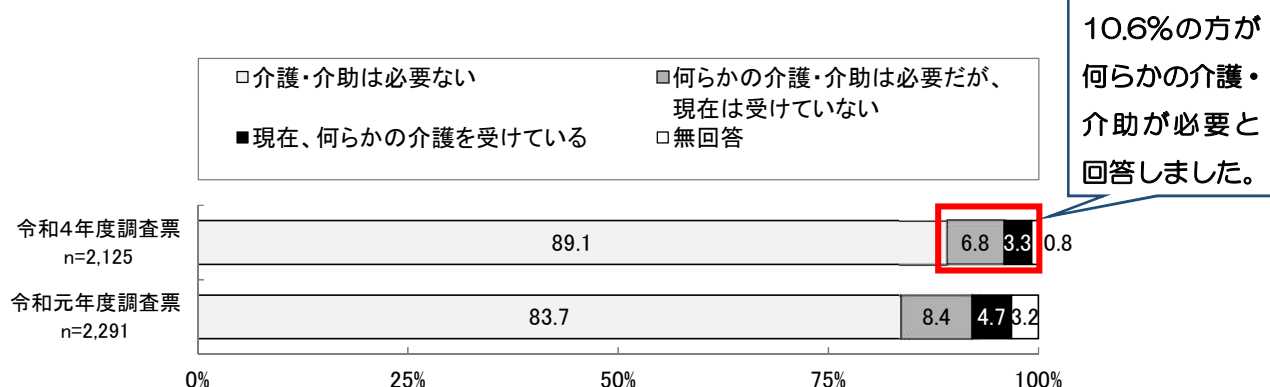 10.6%の方が
何らかの介護・
介助が必要と
回答しました。
□介護・介助は必要ない
■何らかの介護・介助は必要だが、
現在は受けていない
■現在、何らかの介護を受けている
□無回答
令和4年度調査票
n=2,125
89.1
6.8
3.3
0.8
令和元年度調査票
n=2,291
83.7
8.4
4.7
3.2
0%
25%
50%
75%
100%